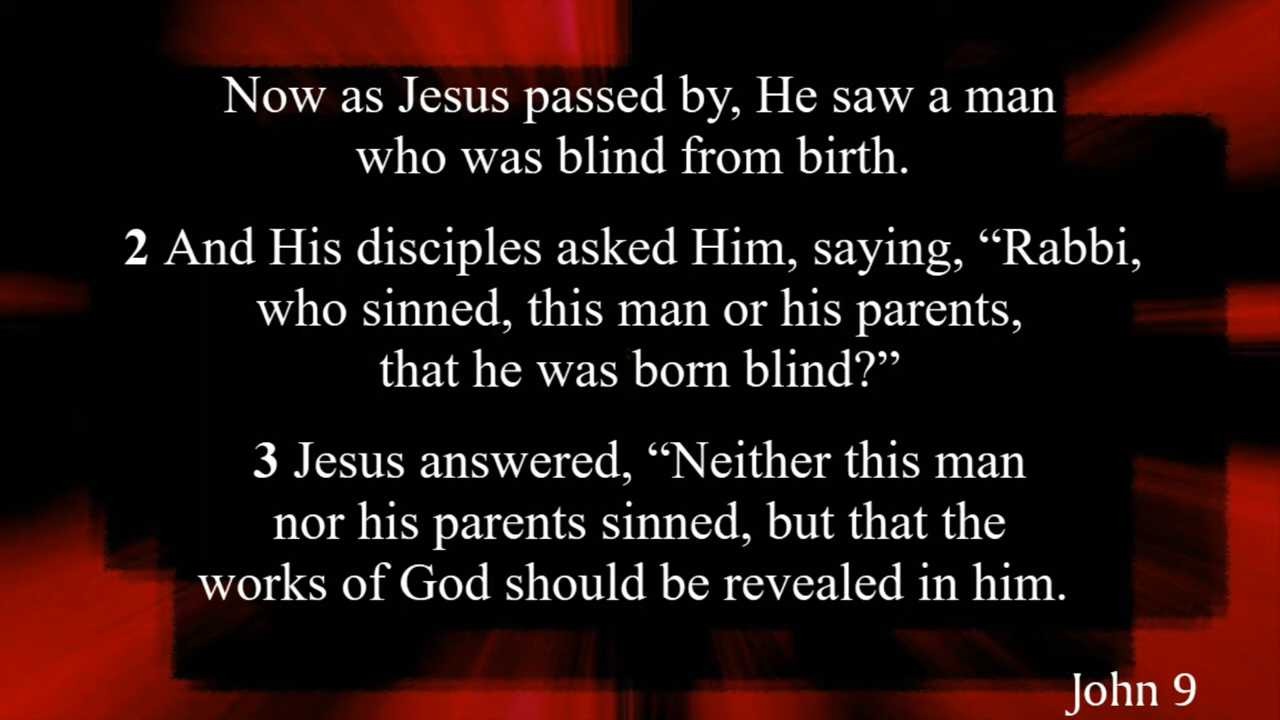 Now as Jesus passed by, He saw a man
who was blind from birth.
2 And His disciples asked Him, saying, “Rabbi,
who sinned, this man or his parents,
that he was born blind?”
3 Jesus answered, “Neither this man
nor his parents sinned, but that the
works of God should be revealed in him.
John 9